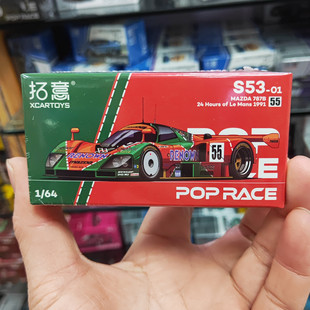 拓意
XCARTOYS
S53-01
MAZDA 787B
24 Hours of Le Mans 1991
55
RENOWN
55
1/64
POP RACE